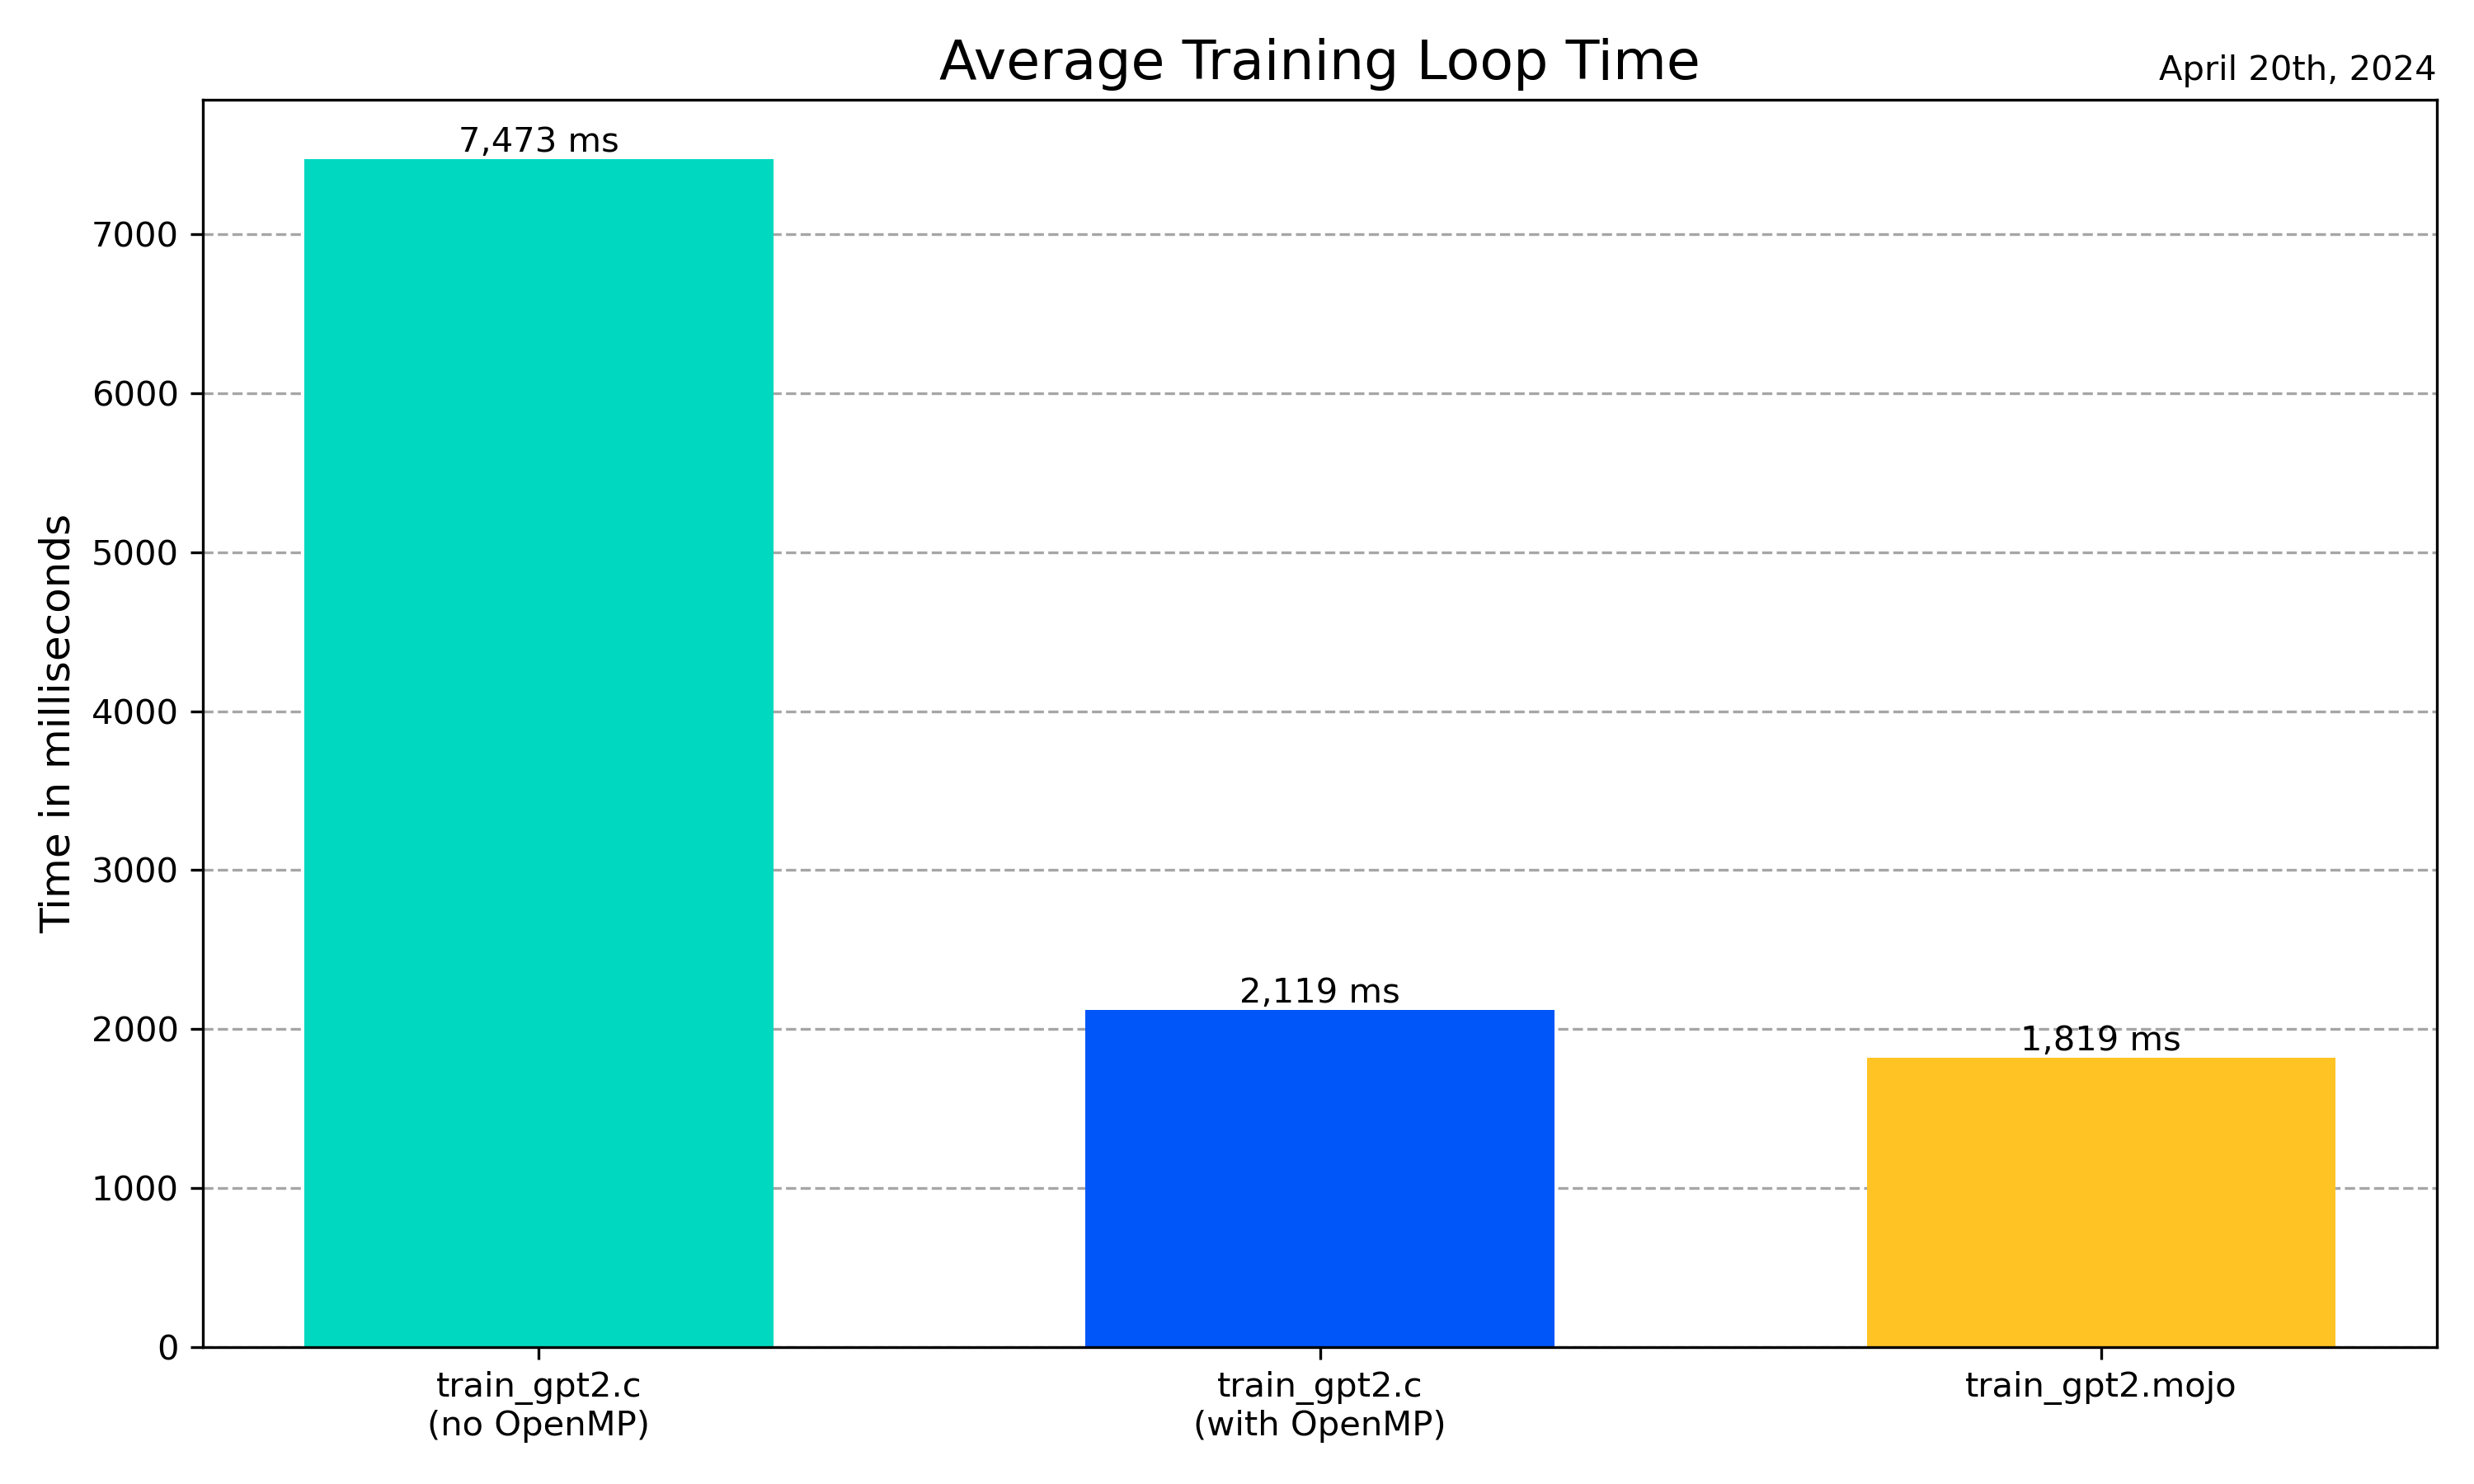 Average Training Loop Time
April 20th, 2024
Time in milliseconds
7000
6000
5000
4000
3000
2000
1000
0
7,473 ms
2,119 ms
1,819 ms
train_gpt2.c
(no OpenMP)
train_gpt2.c
(with OpenMP)
train_gpt2.mojo